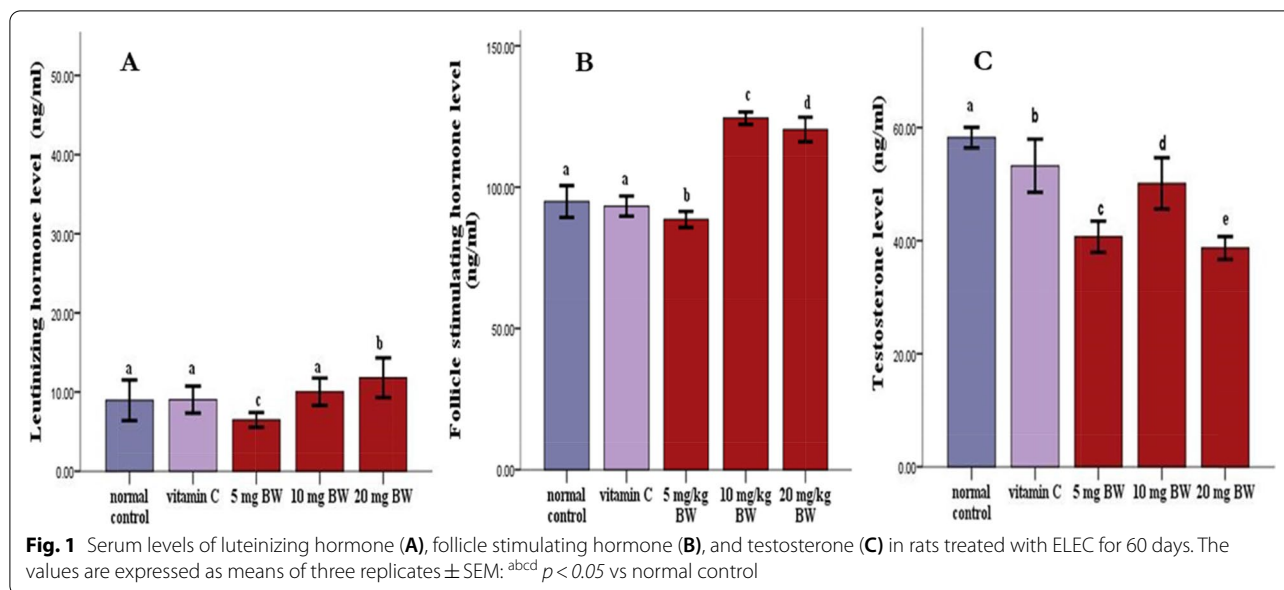 A
Leutinizing hormone level (ng/ml)
50.00
40.00
30.00
20.00
10.00
0.00
a
a
c
a
b
normal control
vitamin C
5 mg BW
10 mg BW
20 mg BW
B
Follicle stimulating hormone level
(ng/ml)
150.00
100.00
50.00
0.00
a
a
b
c
d
normal control
vitamin C
5 mg/kg BW
10 mg/kg BW
20 mg/kg BW
C
Testosterone level (ng/ml)
60.00
40.00
20.00
0.00
a
b
c
d
e
normal control
vitamin C
5 mg BW
10 mg BW
20 mg BW
Fig. 1 Serum levels of luteinizing hormone (A), follicle stimulating hormone (B), and testosterone (C) in rats treated with ELEC for 60 days. The
values are expressed as means of three replicates ± SEM: abcd p < 0.05 vs normal control